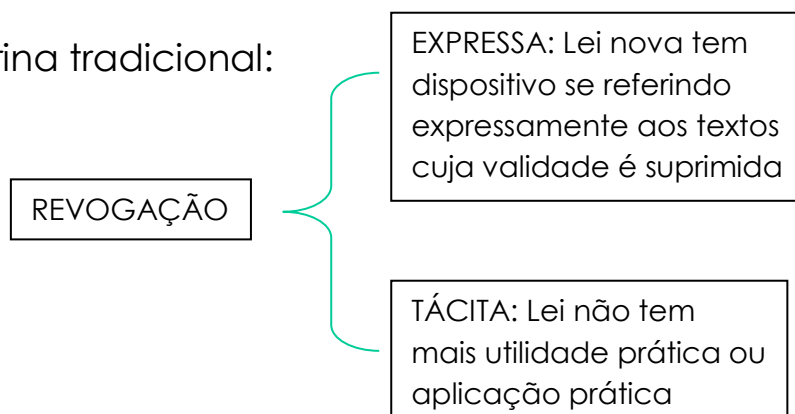 tradicional:
EXPRESSA: Lei nova tem
dispositivo se referindo
expressamente aos textos
cuja validade é suprimida
REVOGAÇÃO
TÁCITA: Lei não tem
mais utilidade prática ou
aplicação prática